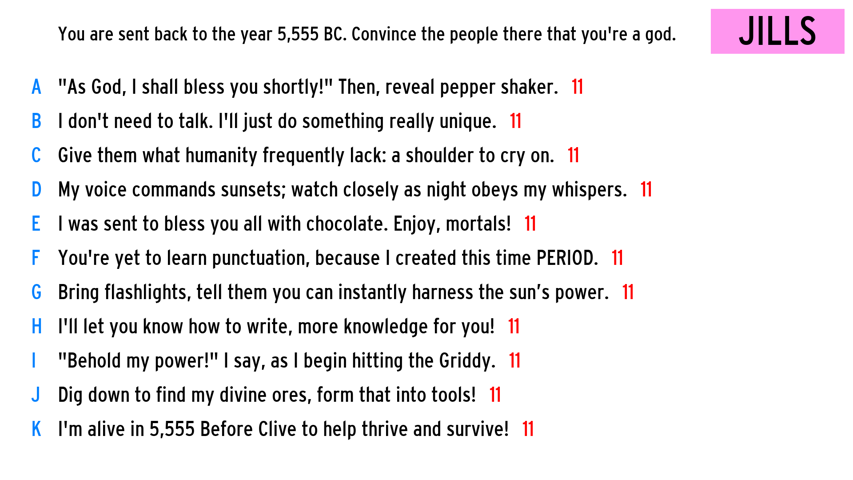 You are sent back to the year 5,555 BC. Convince the people there that you're a god.
JILLS
A "As God, I shall bless you shortly!" Then, reveal pepper shaker. 11
B I don't need to talk. I'll just do something really unique. 11
C Give them what humanity frequently lack: a shoulder to cry on. 11
D My voice commands sunsets; watch closely as night obeys my whispers. 11
E I was sent to bless you all with chocolate. Enjoy, mortals! 11
F You're yet to learn punctuation, because I created this time PERIOD. 11
G Bring flashlights, tell them you can instantly harness the sun’s power. 11
H I'll let you know how to write, more knowledge for you! 11
I "Behold my power!" I say, as I begin hitting the Griddy. 11
J Dig down to find my divine ores, form that into tools! 11
K I'm alive in 5,555 Before Clive to help thrive and survive! 11